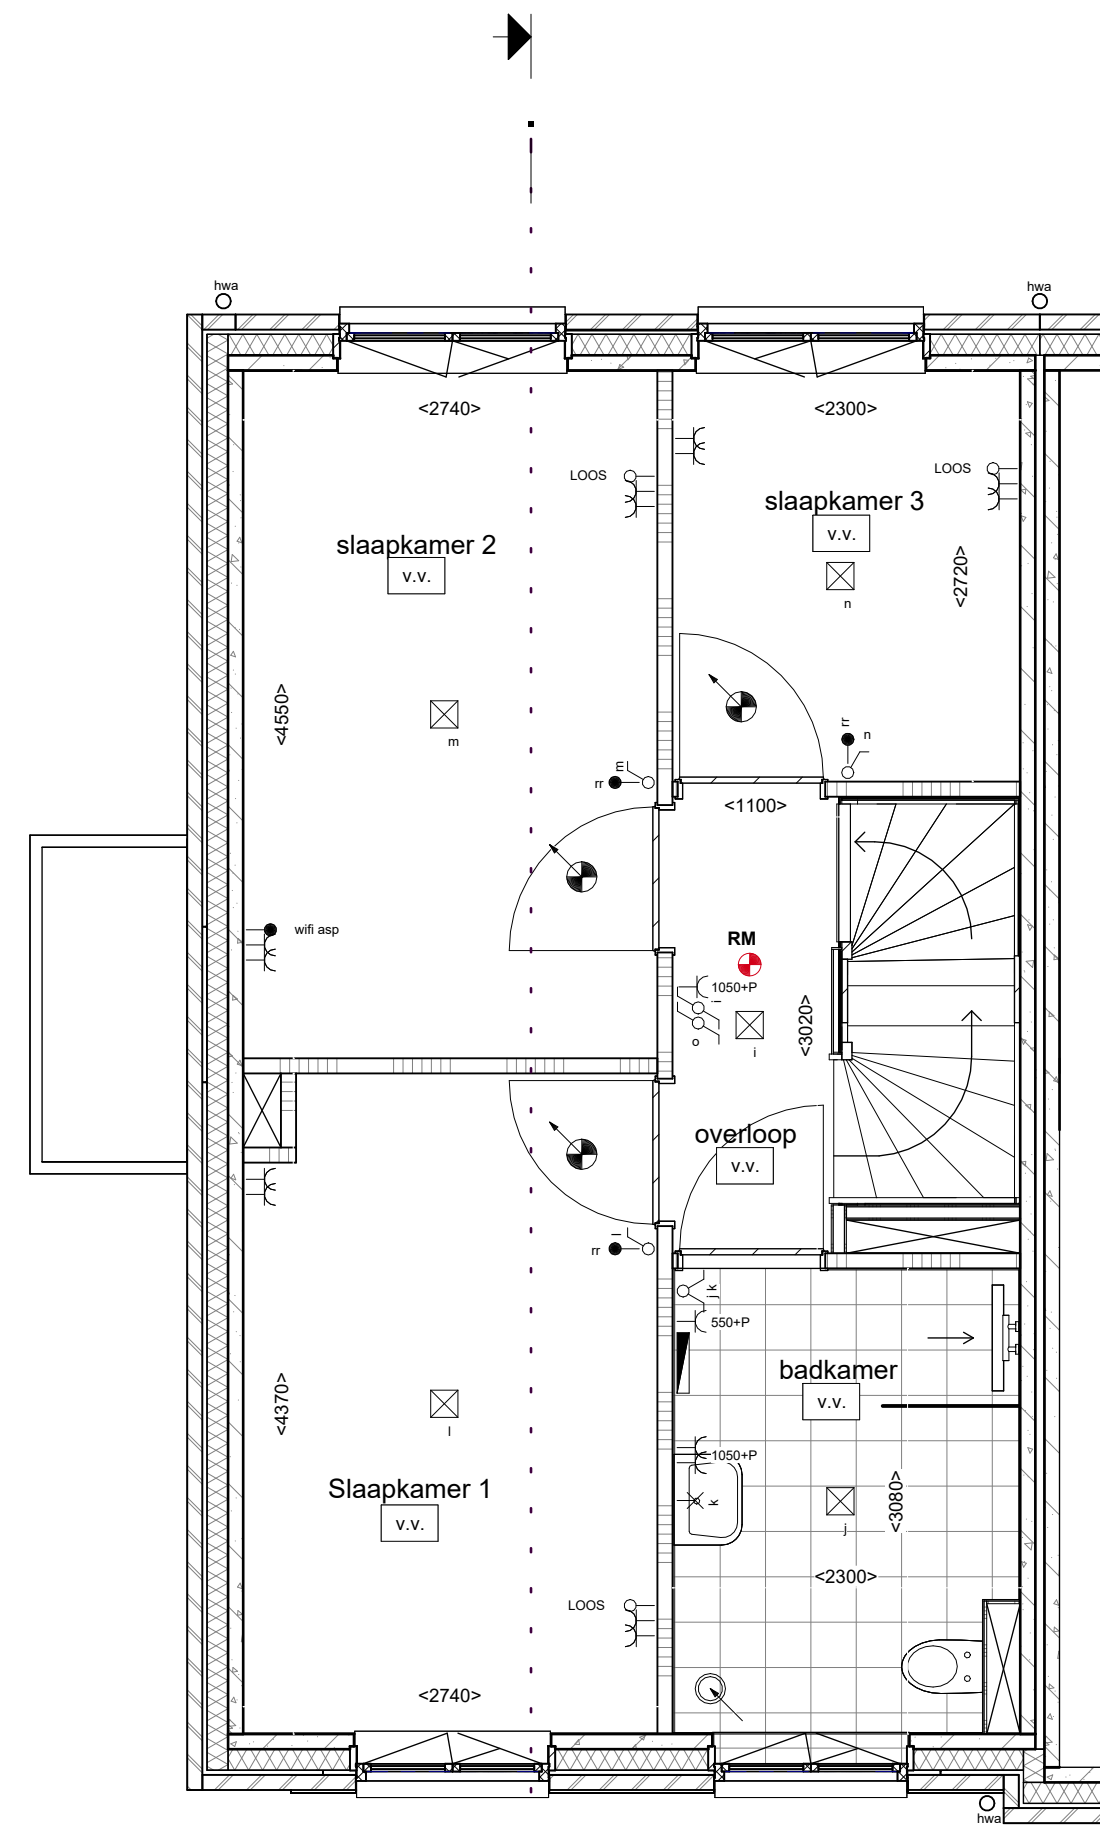 hwa
hwa
<2740>
<2300>
LOOS
LOOS
slaapkamer 3
v.v.
slaapkamer 2
v.v.
<2720>
n
<4550>
m
rr
n
m
rr
<1100>
wifi asp
RM
1050+P
i
o
i
<3020>
overloop
v.v.
l
rr
j k
550+P
badkamer
v.v.
<4370>
l
1050+P
k
Slaapkamer 1
v.v.
j
<3080>
<2300>
LOOS
<2740>
hwa